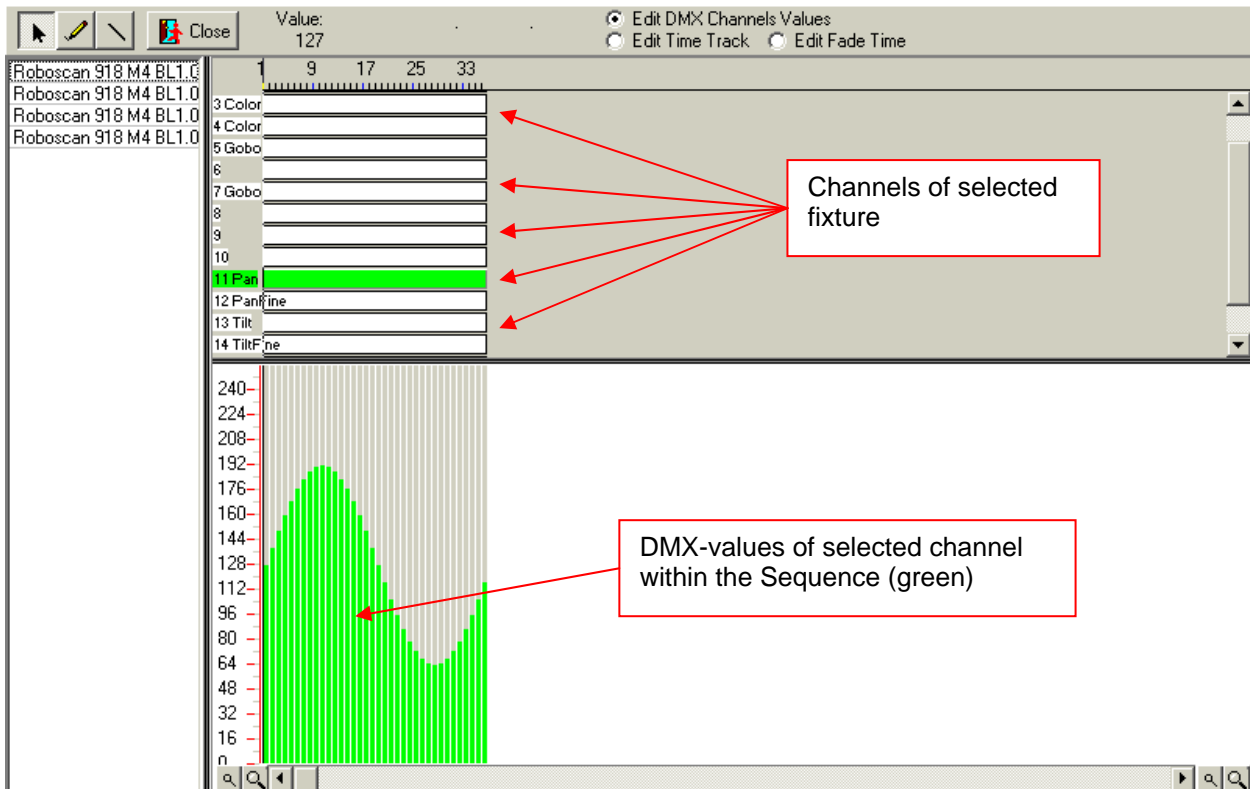 Close
Value:
127
Edit DMX Channels Values
Edit Time Track
Edit Fade Time
Roboscan 918 M4 BL1.0
Roboscan 918 M4 BL1.0
Roboscan 918 M4 BL1.0
Roboscan 918 M4 BL1.0
1 9 17 25 33
3 Color
4 Color
5 Gobo
6
7 Gobo
8
9
10
11 Pan
12 PanFine
13 Tilt
14 TiltFine
Channels of selected
fixture
240
224
208
192
176
160
144
128
112
96
80
64
48
32
16
0
DMX-values of selected channel
within the Sequence (green)